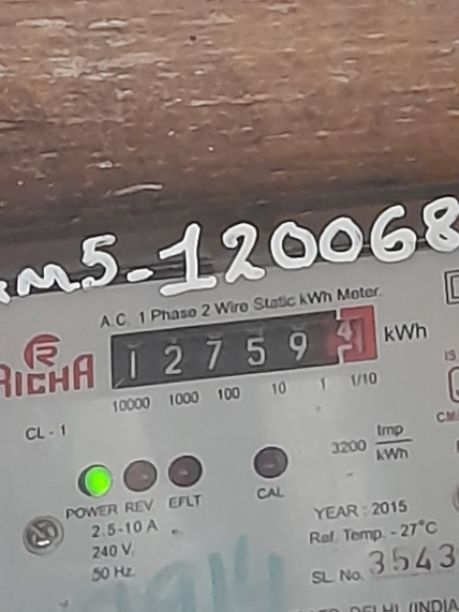 m5-120068
A.C. 1 Phase 2 Wire Static kWh Meter.
RICHA
1 2 7 5 9 4 kWh
10000 1000 100 10 1 1/10
CL - 1
3200 Imp/kWh
POWER REV EFLT CAL
2.5-10 A
240 V.
50 Hz.
YEAR : 2015
Ref. Temp. - 27°C
SL. No. 3543
DELHI (INDIA